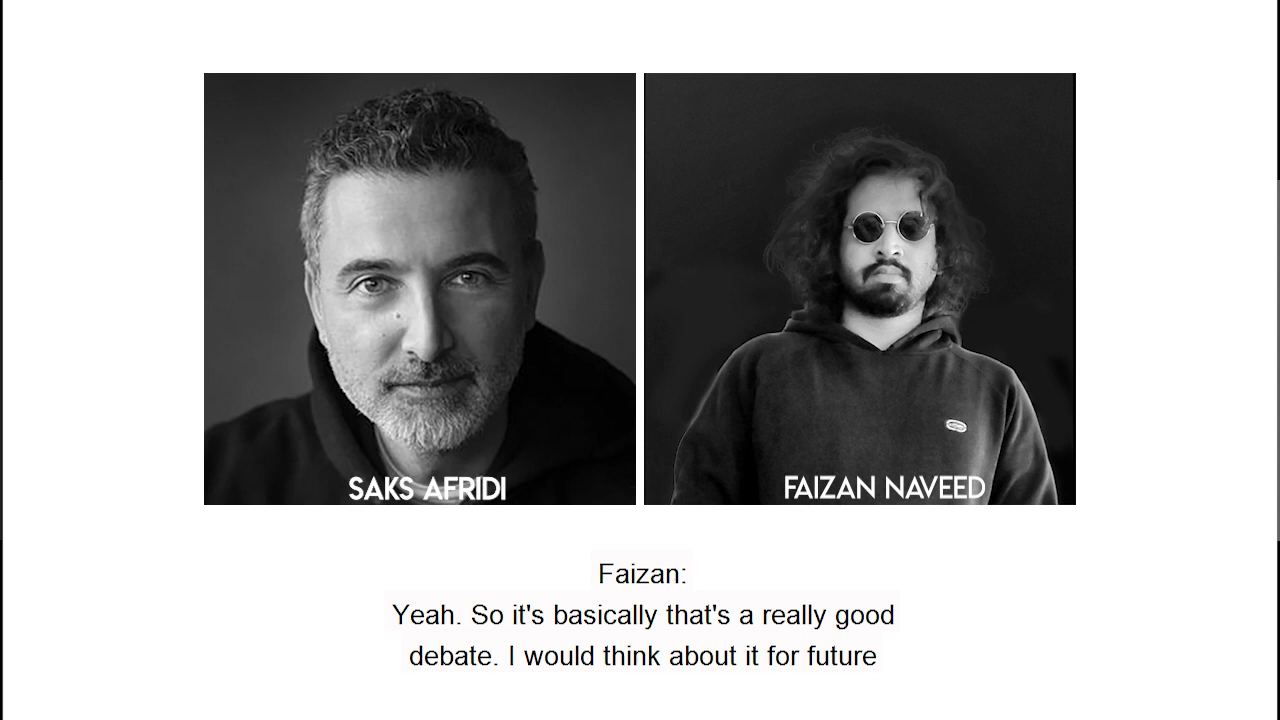 SAKS AFRIDI
FAIZAN NAVEED
Faizan:
Yeah. So it's basically that's a really good
debate. I would think about it for future